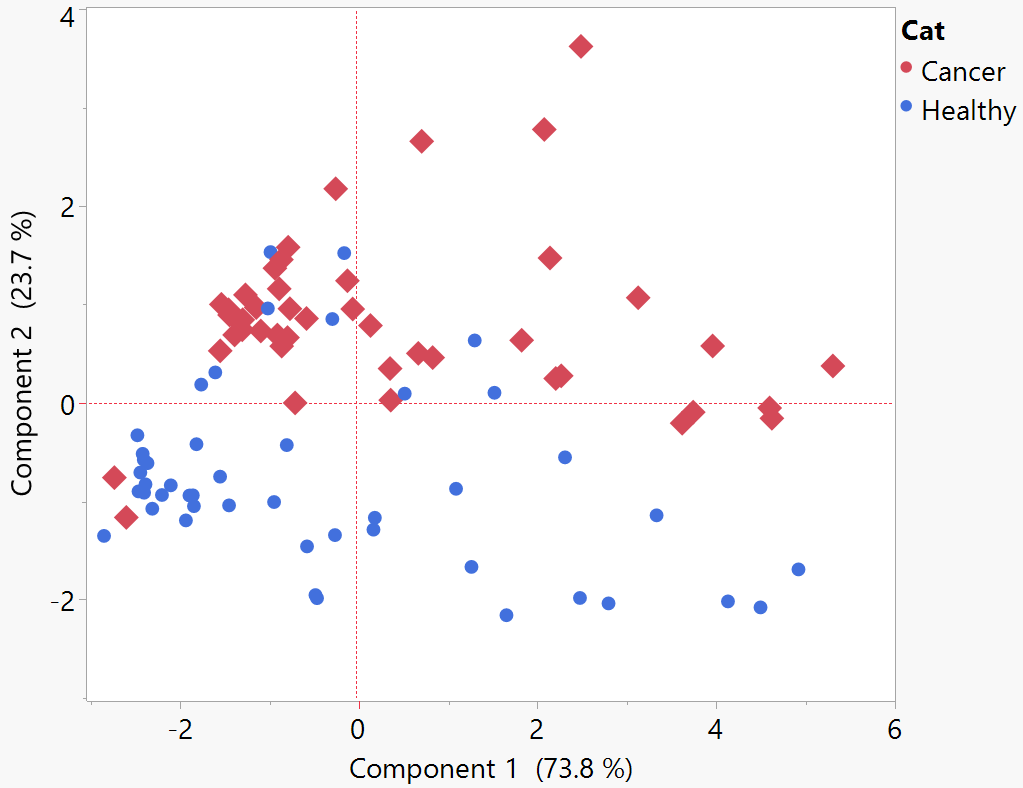 4
2
0
-2
-2
0
2
4
6
Component 1 (73.8 %)
Component 2 (23.7 %)
Cat
Cancer
Healthy